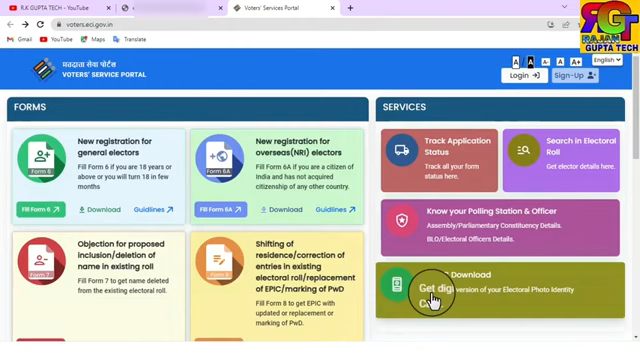 R.K GUPTA TECH - YouTube
Voters' Services Portal
voters.eci.gov.in
Gmail
YouTube
Maps
Translate
RGT
RAJAN
GUPTA TECH
मतदाता सेवा पोर्टल
VOTERS' SERVICE PORTAL
A A A- A A+
English
Login
Sign-Up
FORMS
New registration for
general electors
Fill Form 6 if you are 18 years
or above or you will turn 18 in few
months
Form 6
Fill Form 6
Download
Guidlines
New registration for
overseas(NRI) electors
Fill Form 6A if you are a citizen of
India and has not acquired
citizenship of any other country.
Form 6A
Fill Form 6A
Download
Guidlines
Objection for proposed
inclusion/deletion of
name in existing roll
Fill Form 7 to get name deleted
from the existing electoral roll.
Form 7
Shifting of
residence/correction of
entries in existing
electoral roll/replacement
of EPIC/marking of PwD
Fill Form 8 to get EPIC with
updated or replacement or
marking of PwD.
SERVICES
Track Application
Status
Track all your form
status here.
Search in Electoral
Roll
Get elector details here.
Know your Polling Station & Officer
Assembly/Parliamentary Constituency Details.
BLO/Electoral Officers Details.
Download
Get digi version of your Electoral Photo Identity